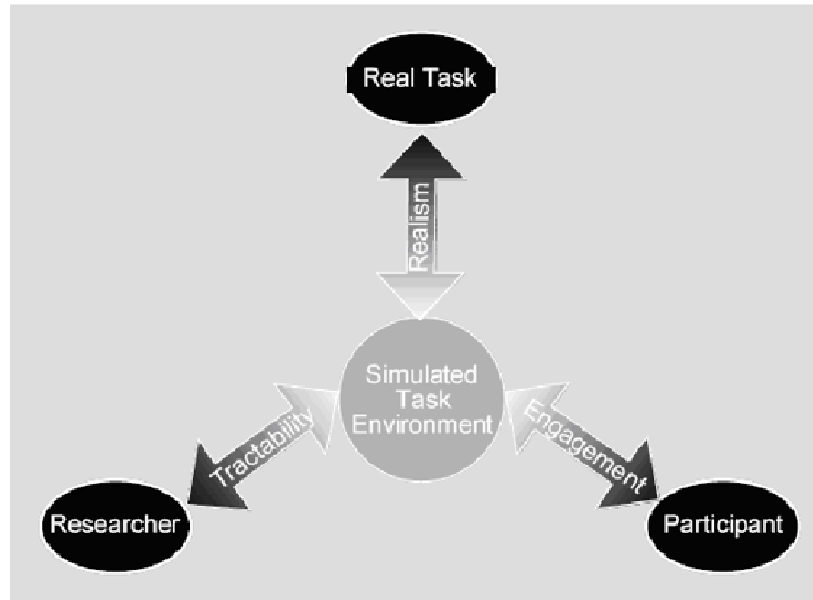 Real Task
Realism
Simulated
Task
Environment
Tractability
Engagement
Researcher
Participant